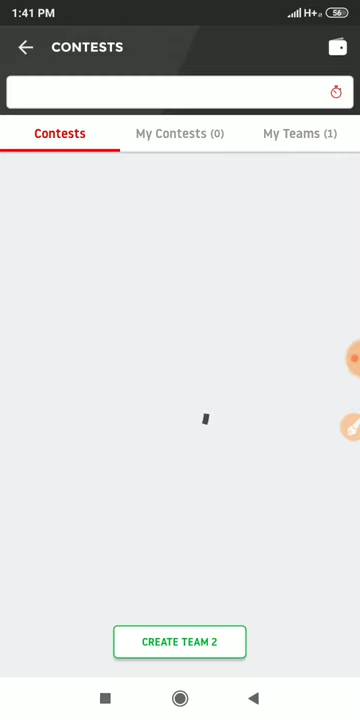 1:41 PM
H+
56
CONTESTS
Contests
My Contests (0)
My Teams (1)
CREATE TEAM 2